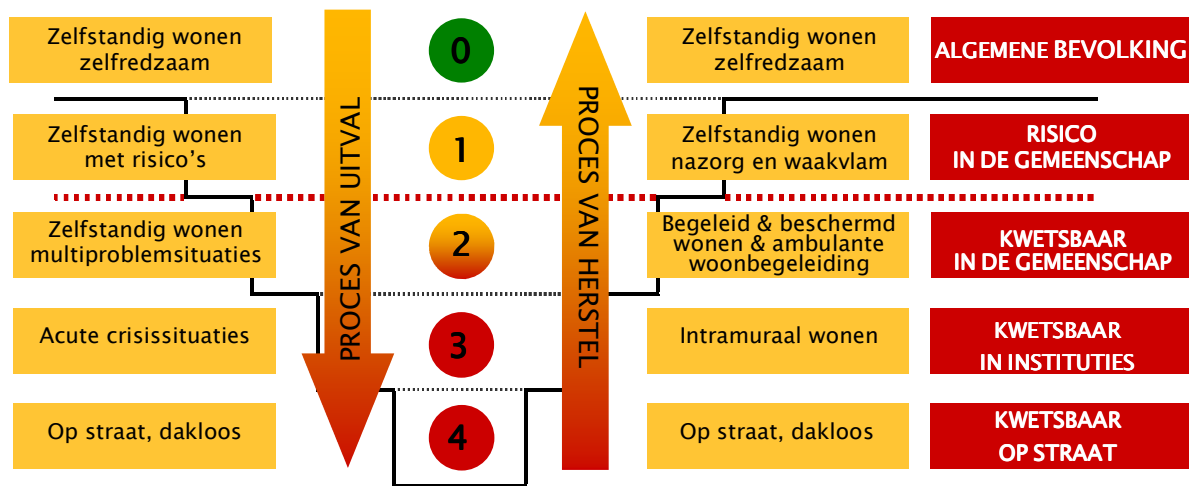 Zelfstandig wonen
zelfredzaam
0
Zelfstandig wonen
zelfredzaam
ALGEMENE BEVOLKING
PROCES VAN UITVAL
PROCES VAN HERSTEL
Zelfstandig wonen
met risico's
1
Zelfstandig wonen
nazorg en waakvlam
RISICO
IN DE GEMEENSCHAP
Zelfstandig wonen
multiproblemsituaties
2
Begeleid & beschermd
wonen & ambulante
woonbegeleiding
KWETSBAAR
IN DE GEMEENSCHAP
Acute crisissituaties
3
Intramuraal wonen
KWETSBAAR
IN INSTITUTIES
Op straat, dakloos
4
Op straat, dakloos
KWETSBAAR
OP STRAAT